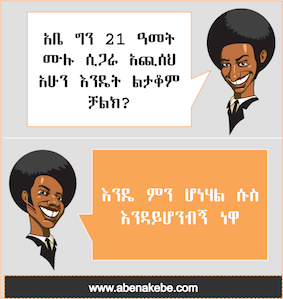 አቤ ግን 21 ዓመት
ሙሉ ሲጋራ አጪሰህ
አሁን እንዴት ልታቆም
ቻልክ?
እንዴ ምን ሆነሃል ሱስ
እንዳይሆንብኝ ነዋ
www.abenakebe.com